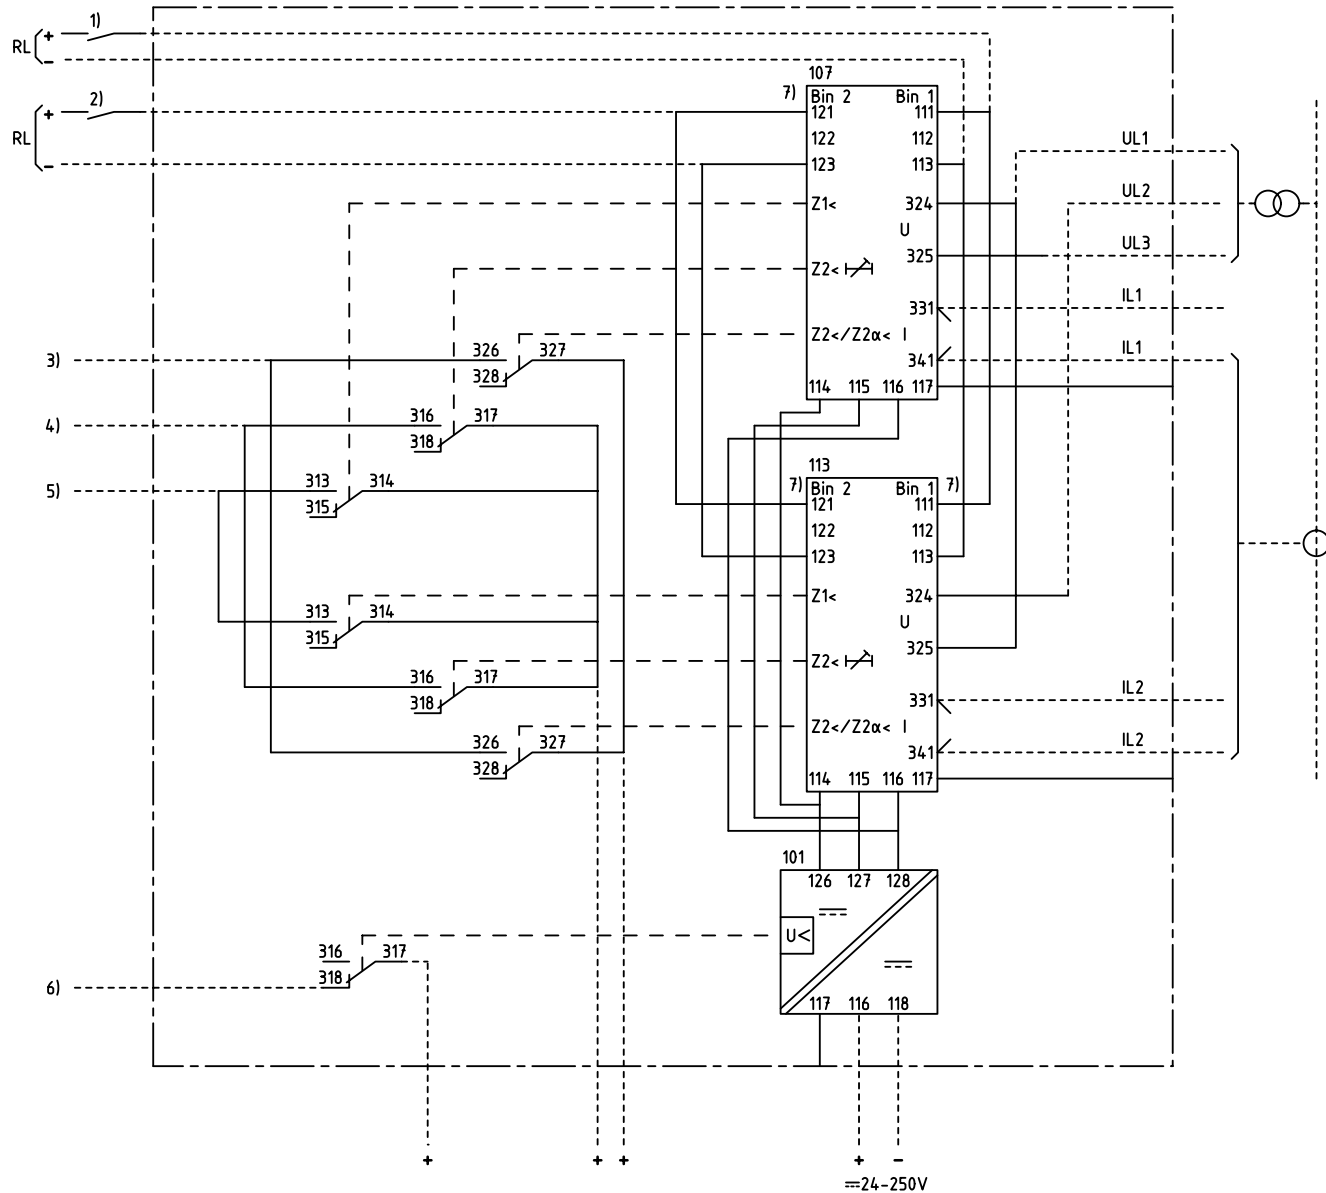 1)
RL + -
2)
RL + -
107
7) Bin 2 Bin 1
121 111
122 112
123 113
Z1< 324
U
325
Z2<
331
Z2</Z2α< I
341
114 115 116 117
UL1
UL2
UL3
IL1
IL1
3)
326 327
328
4)
316 317
318
5)
313 314
315
113
7) Bin 2 Bin 1 7)
121 111
122 112
123 113
Z1< 324
U
325
Z2<
331
Z2</Z2α< I
341
114 115 116 117
IL2
IL2
313 314
315
316 317
318
326 327
328
101
126 127 128
U<
117 116 118
316 317
318
6)
+ + + + -
24-250V